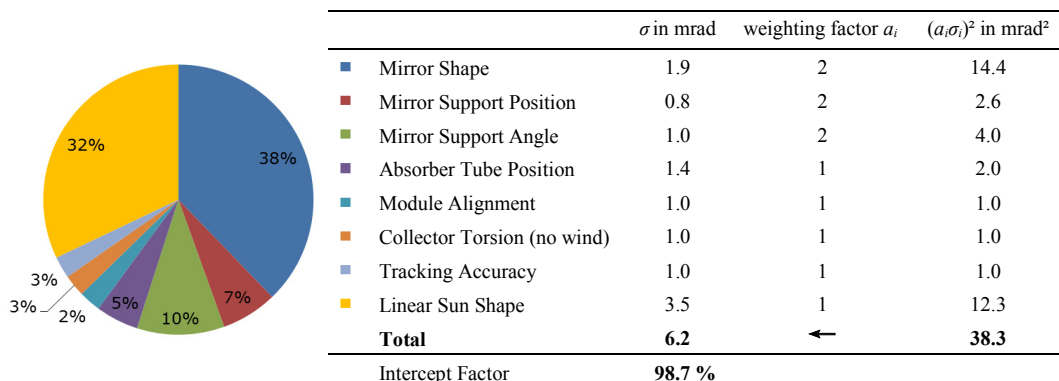 38%
7%
10%
5%
2%
3%
3%
32%
σ in mrad weighting factor aᵢ (aᵢσᵢ)² in mrad²
Mirror Shape 1.9 2 14.4
Mirror Support Position 0.8 2 2.6
Mirror Support Angle 1.0 2 4.0
Absorber Tube Position 1.4 1 2.0
Module Alignment 1.0 1 1.0
Collector Torsion (no wind) 1.0 1 1.0
Tracking Accuracy 1.0 1 1.0
Linear Sun Shape 3.5 1 12.3
Total 6.2 ← 38.3
Intercept Factor 98.7 %